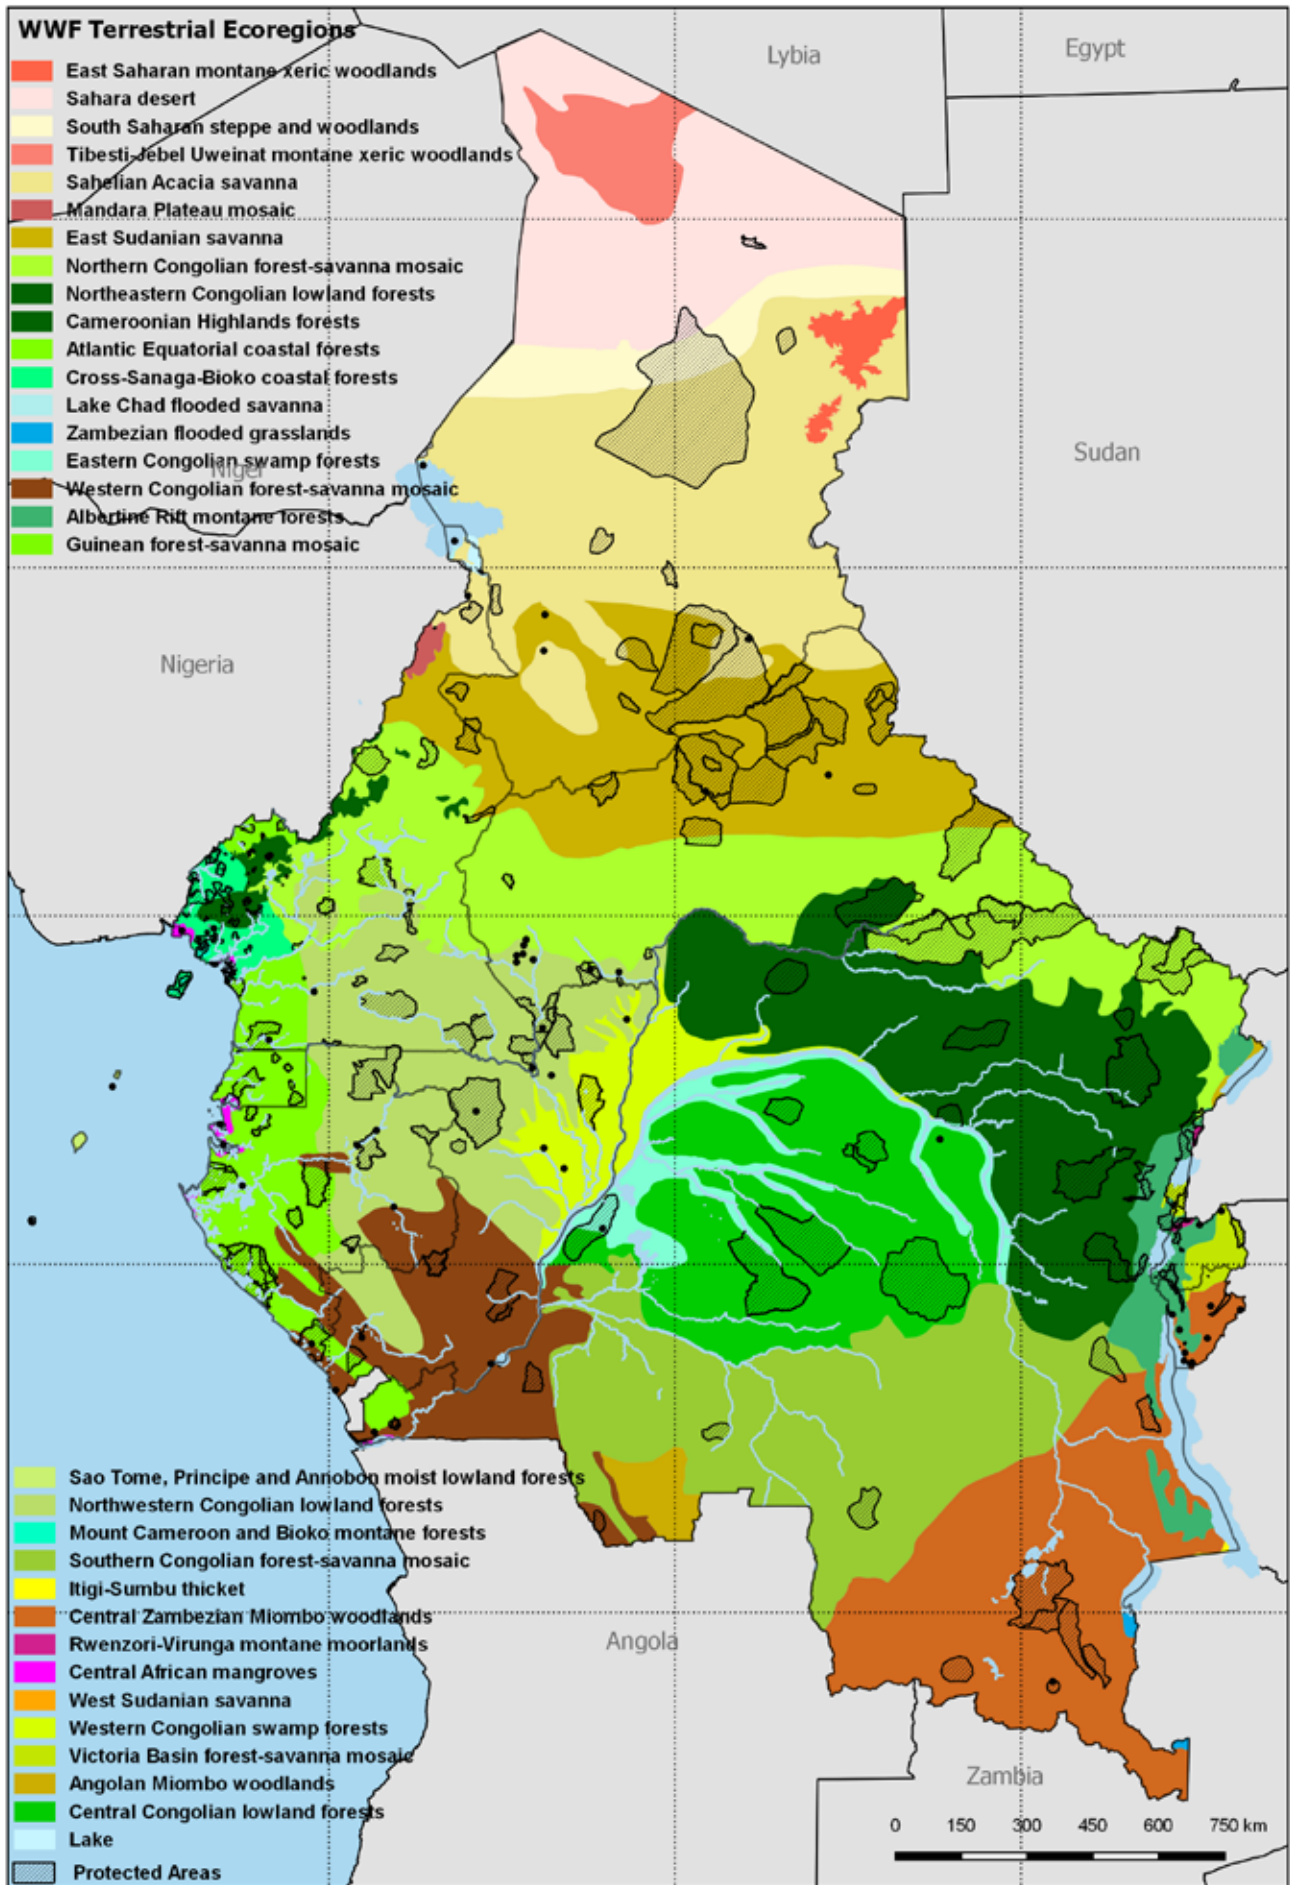 WWF Terrestrial Ecoregions
East Saharan montane xeric woodlands
Sahara desert
South Saharan steppe and woodlands
Tibesti-Jebel Uweinat montane xeric woodlands
Sahelian Acacia savanna
Mandara Plateau mosaic
East Sudanian savanna
Northern Congolian forest-savanna mosaic
Northeastern Congolian lowland forests
Cameroonian Highlands forests
Atlantic Equatorial coastal forests
Cross-Sanaga-Bioko coastal forests
Lake Chad flooded savanna
Zambezian flooded grasslands
Eastern Congolian swamp forests
Western Congolian forest-savanna mosaic
Albertine Rift montane forests
Guinean forest-savanna mosaic
Lybia
Egypt
Niger
Sudan
Nigeria
Sao Tome, Principe and Annobon moist lowland forests
Northwestern Congolian lowland forests
Mount Cameroon and Bioko montane forests
Southern Congolian forest-savanna mosaic
Itigi-Sumbu thicket
Central Zambezian Miombo woodlands
Rwenzori-Virunga montane moorlands
Central African mangroves
West Sudanian savanna
Western Congolian swamp forests
Victoria Basin forest-savanna mosaic
Angolan Miombo woodlands
Central Congolian lowland forests
Lake
Protected Areas
Angola
Zambia
0 150 300 450 600 750 km